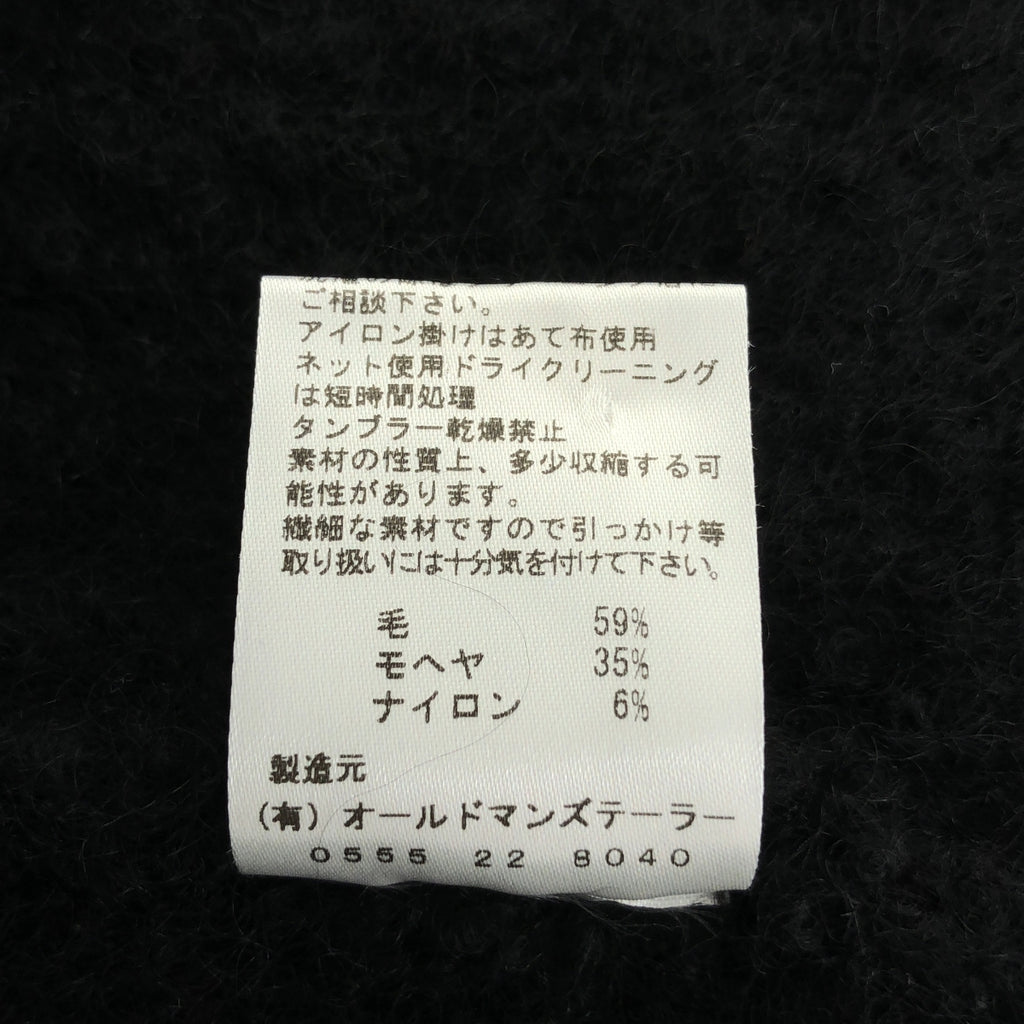 ご相談下さい。
アイロン掛けはあて布使用
ネット使用ドライクリーニング
は短時間処理
タンブラー乾燥禁止
素材の性質上、多少収縮する可
能性があります。
繊細な素材ですので引っかけ等
取り扱いには十分気を付けて下さい。
毛 59%
モヘヤ 35%
ナイロン 6%
製造元
(有)オールドマンズテーラー
0555 22 8040